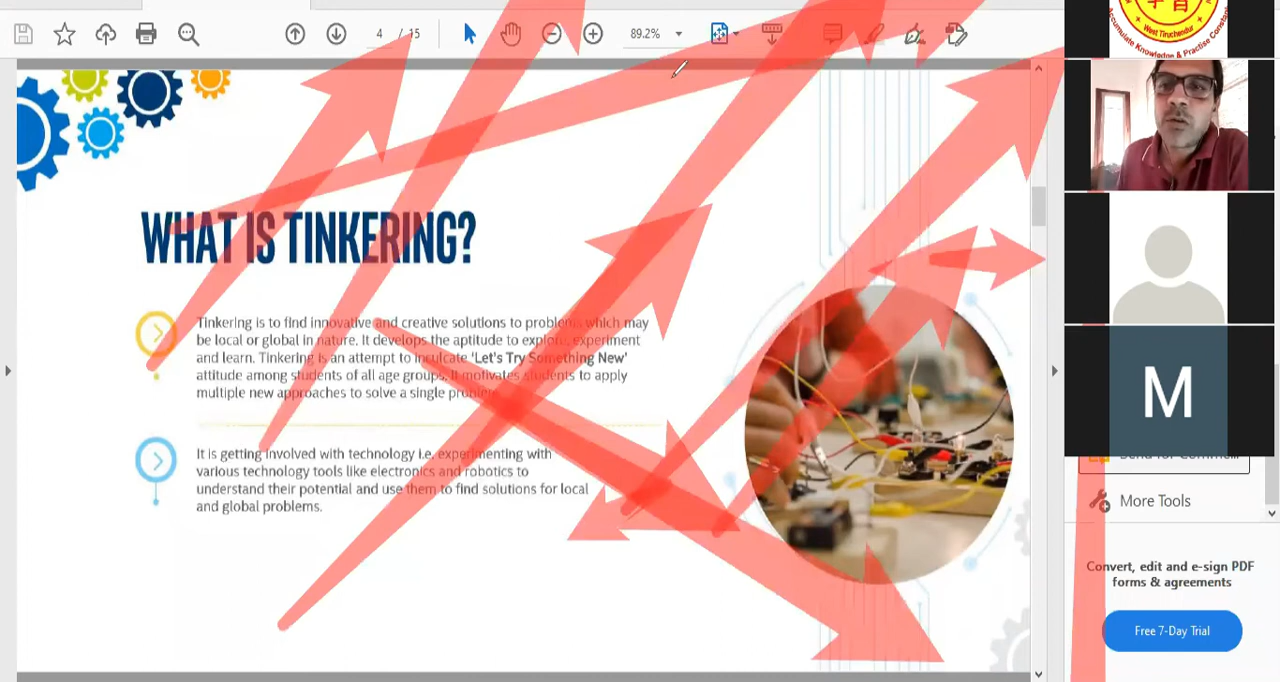 4 / 15
89.2%
WHAT IS TINKERING?
Tinkering is to find innovative and creative solutions to problems which may
be local or global in nature. It develops the aptitude to explore, experiment
and learn. Tinkering is an attempt to inculcate 'Let's Try Something New'
attitude among students of all age groups. It motivates students to apply
multiple new approaches to solve a single problem.
It is getting involved with technology i.e. experimenting with
various technology tools like electronics and robotics to
understand their potential and use them to find solutions for local
and global problems.
West Tiruchendur
Accumulate Knowledge & Practise
M
More Tools
Convert, edit and e-sign PDF
forms & agreements
Free 7-Day Trial